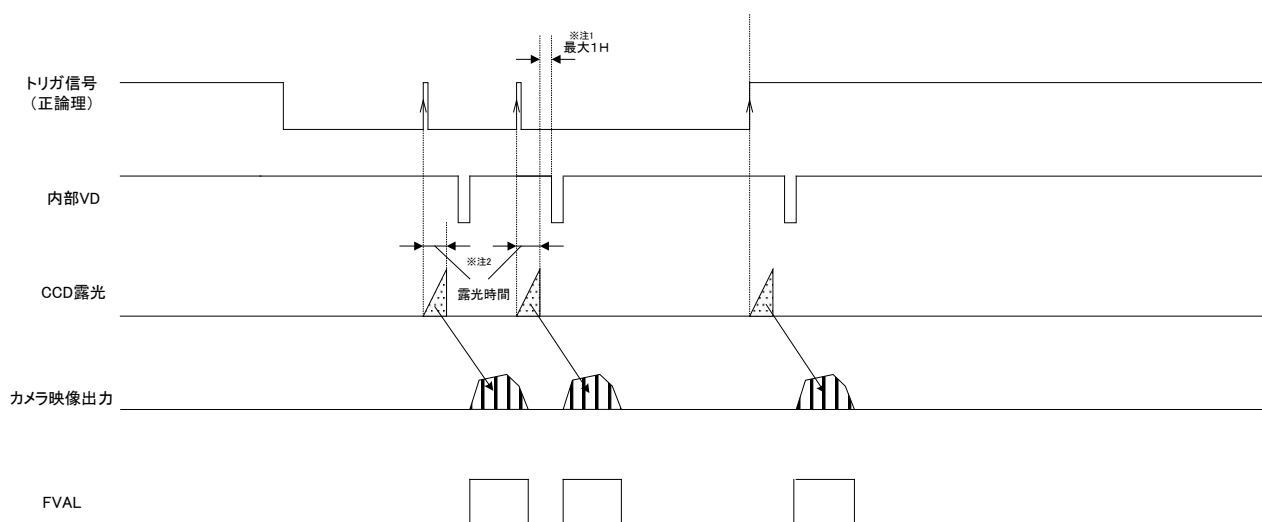 ※注1
最大1H
トリガ信号
(正論理)
内部VD
※注2
露光時間
CCD露光
カメラ映像出力
FVAL